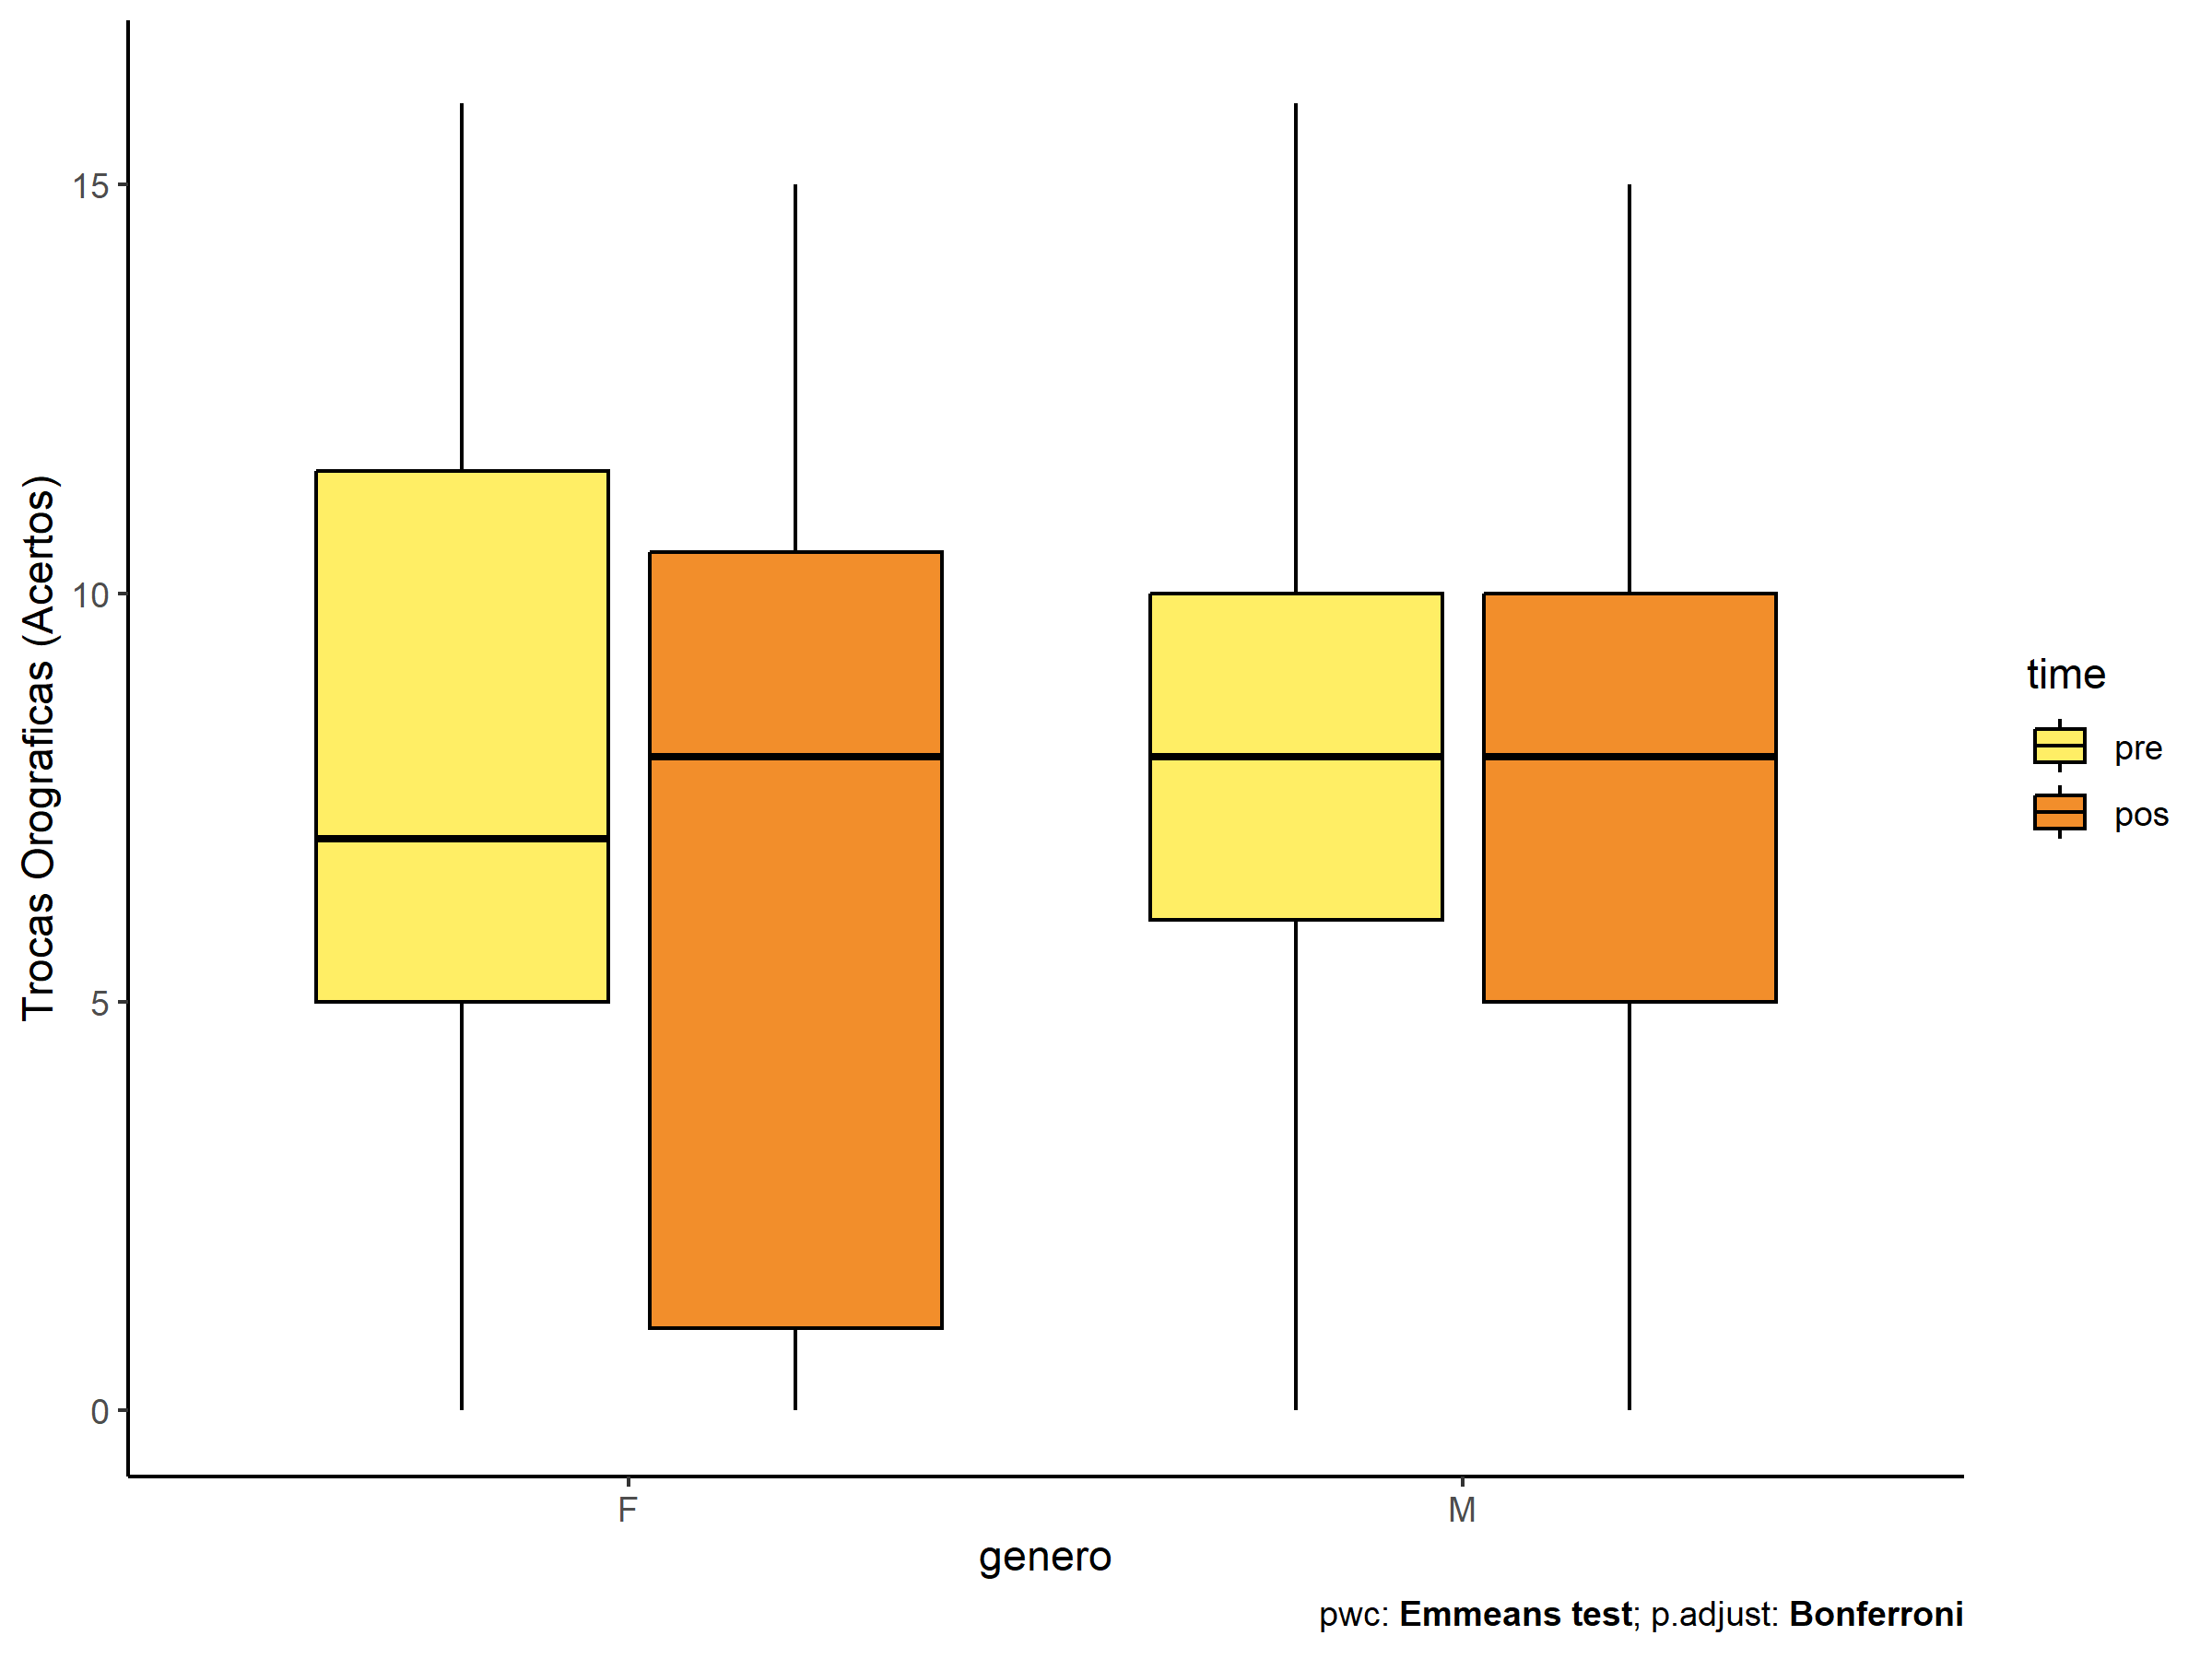 Trocas Orograficas (Acertos)
15
10
5
0
F
M
genero
time
pre
pos
pwc: Emmeans test; p.adjust: Bonferroni